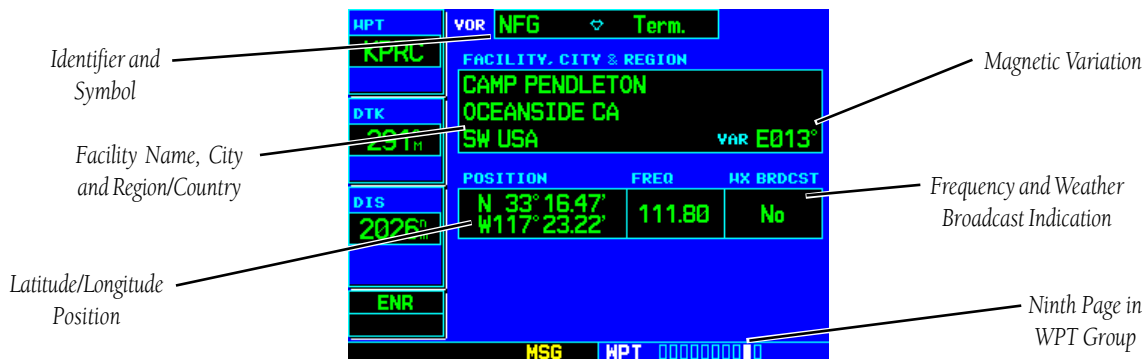 Identifier and
Symbol
Facility Name, City
and Region/Country
Latitude/Longitude
Position
WPT
KPRC
DTK
291°M
DIS
2026nm
ENR
VOR NFG Term.
FACILITY, CITY & REGION
CAMP PENDLETON
OCEANSIDE CA
SW USA VAR E013°
POSITION FREQ WX BRDCST
N 33°16.47' 111.80 No
W117°23.22'
MSG WPT
Magnetic Variation
Frequency and Weather
Broadcast Indication
Ninth Page in
WPT Group